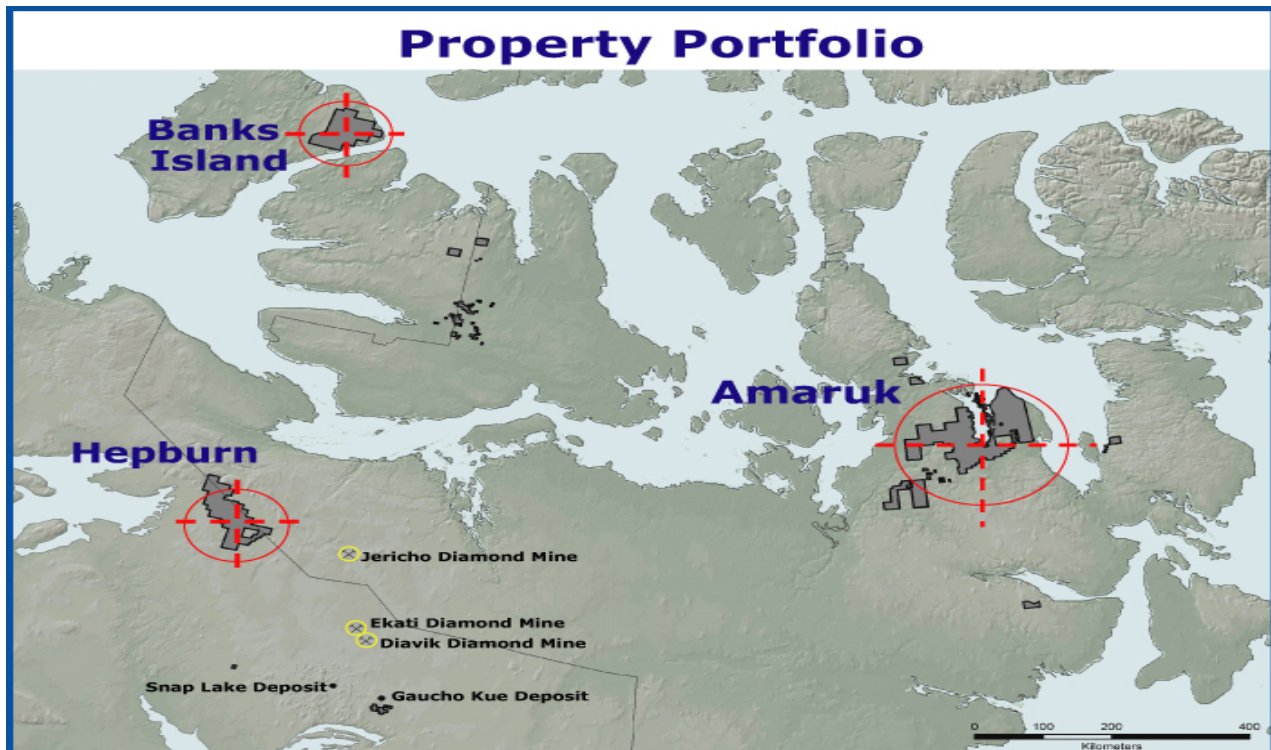 Property Portfolio
Banks
Island
Amaruk
Hepburn
Jericho Diamond Mine
Ekati Diamond Mine
Diavik Diamond Mine
Snap Lake Deposit
Gaucho Kue Deposit
0 100 200 400
Kilometers